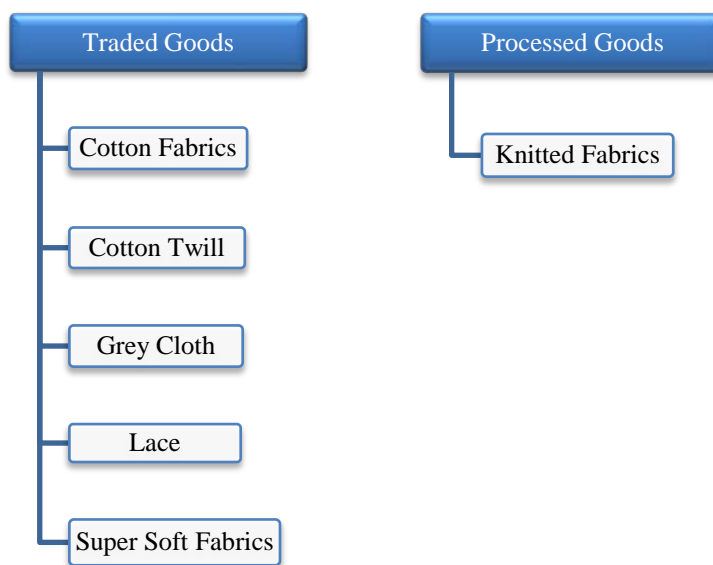 Traded Goods
Cotton Fabrics
Cotton Twill
Grey Cloth
Lace
Super Soft Fabrics
Processed Goods
Knitted Fabrics